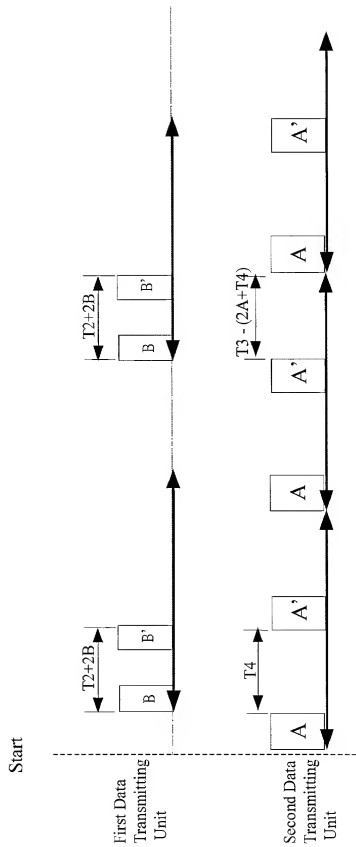 Start
First Data
Transmitting
Unit
T2+2B
B
B'
T2+2B
B
B'
Second Data
Transmitting
Unit
T4
A
A'
A
A'
T3 - (2A+T4)
A
A'